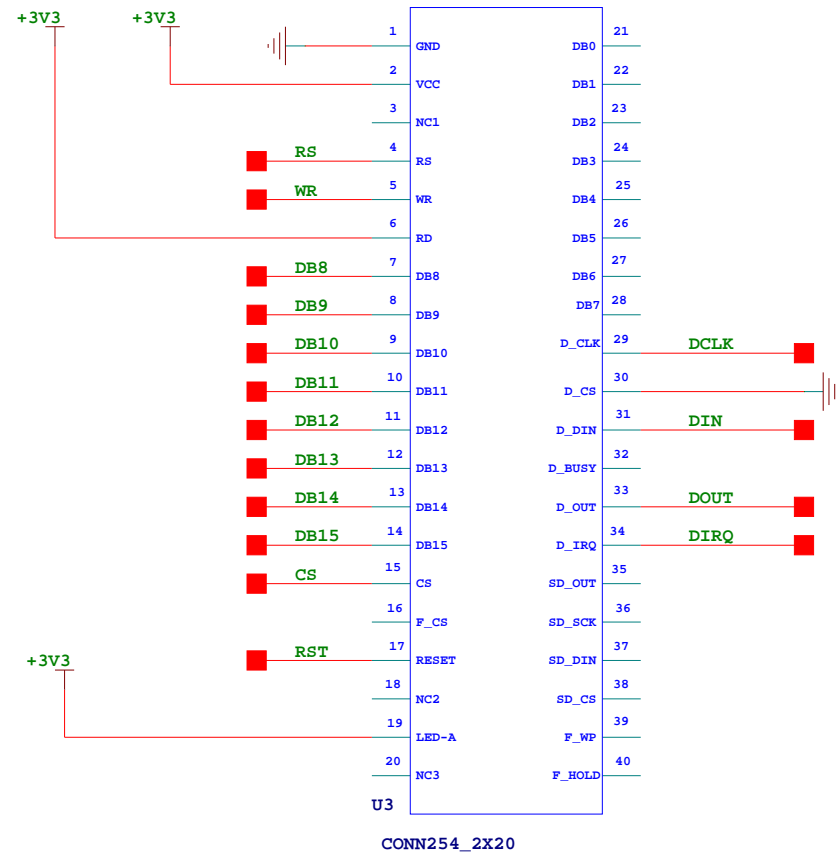 +3V3 +3V3
1 GND DB0 21
2 VCC DB1 22
3 NC1 DB2 23
RS 4 RS DB3 24
WR 5 WR DB4 25
6 RD DB5 26
DB8 7 DB8 DB6 27
DB9 8 DB9 DB7 28
DB10 9 DB10 D_CLK 29 DCLK
DB11 10 DB11 D_CS 30
DB12 11 DB12 D_DIN 31 DIN
DB13 12 DB13 D_BUSY 32
DB14 13 DB14 D_OUT 33 DOUT
DB15 14 DB15 D_IRQ 34 DIRQ
CS 15 CS SD_OUT 35
16 F_CS SD_SCK 36
RST 17 RESET SD_DIN 37
+3V3
18 NC2 SD_CS 38
19 LED-A F_WP 39
20 NC3 F_HOLD 40
U3
CONN254_2X20